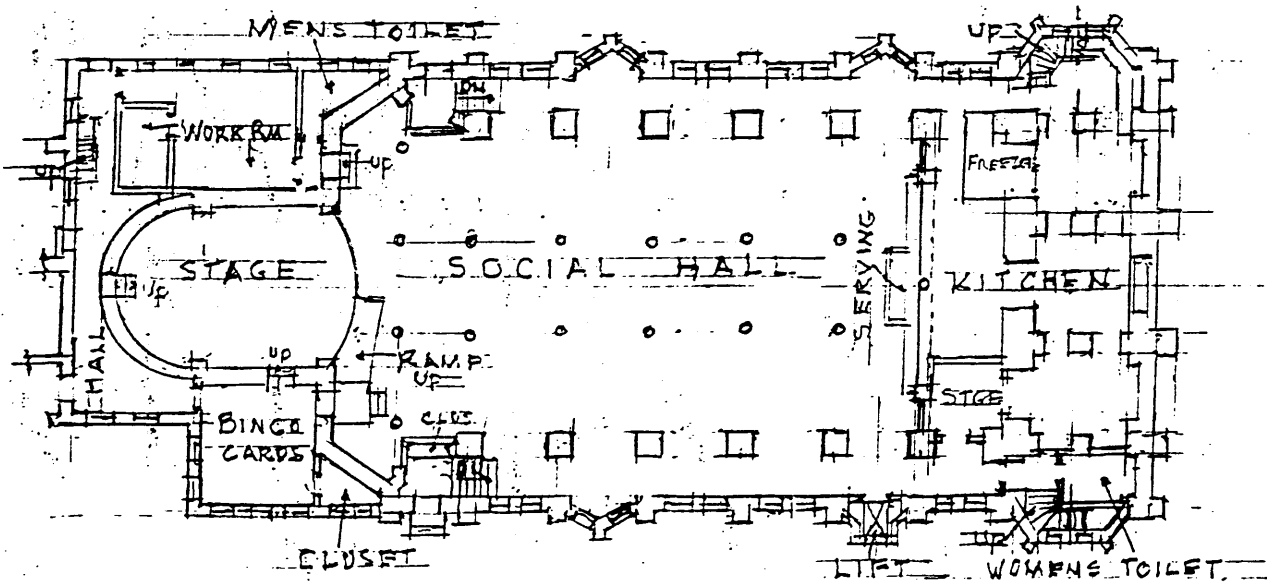 MENS TOILET
UP
DN
WORK RM
UP
FREEZER
STAGE
SOCIAL HALL
SERVING
KITCHEN
UP
HALL
UP
RAMP
UP
STGE
BINGO
CARDS
CLOS
UP
CLOSET
LIFT
WOMENS TOILET